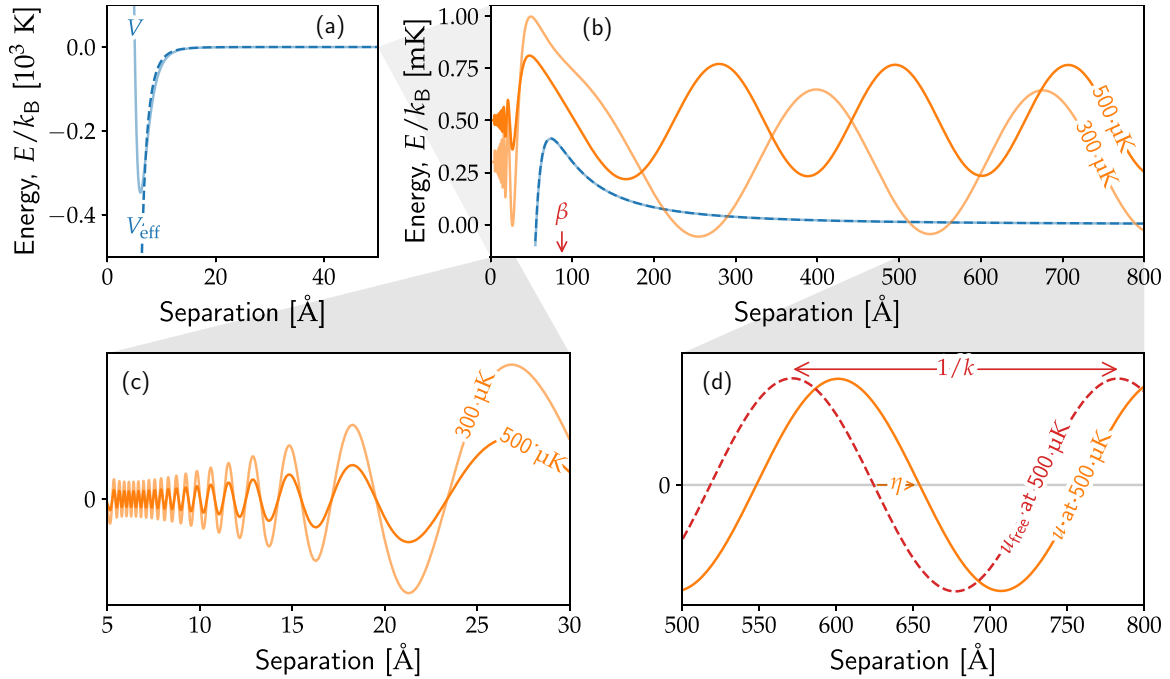 (a)
V
V_eff
Energy, E/k_B [10^3 K]
0.0
−0.2
−0.4
0
20
40
Separation [Å]
(b)
Energy, E/k_B [mK]
1.00
0.75
0.50
0.25
0.00
β
500·µK
300·µK
0
100
200
300
400
500
600
700
800
Separation [Å]
(c)
300·µK
500·µK
0
5
10
15
20
25
30
Separation [Å]
(d)
1/k
η
u_free·at 500·µK
u·at·500·µK
0
500
550
600
650
700
750
800
Separation [Å]